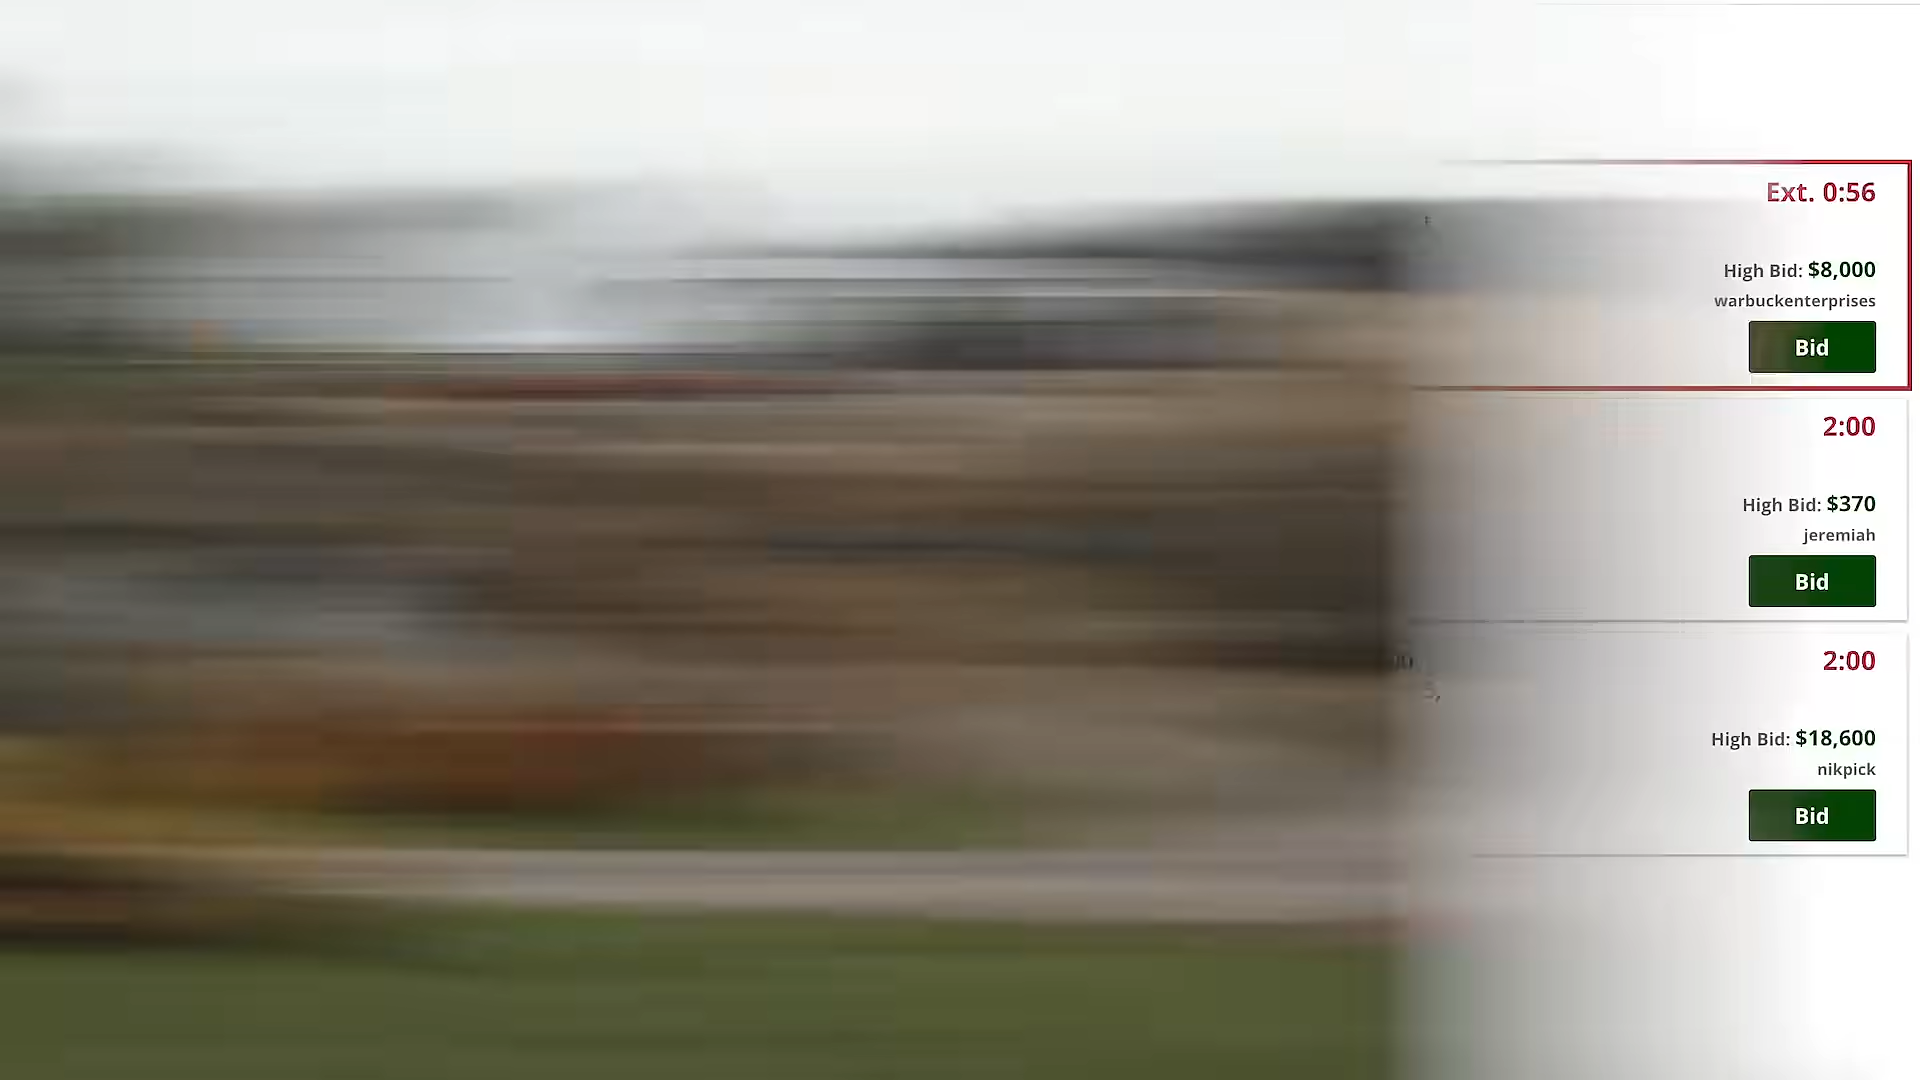 Ext. 0:56
High Bid: $8,000
warbuckenterprises
Bid
2:00
High Bid: $370
jeremiah
Bid
2:00
High Bid: $18,600
nikpick
Bid